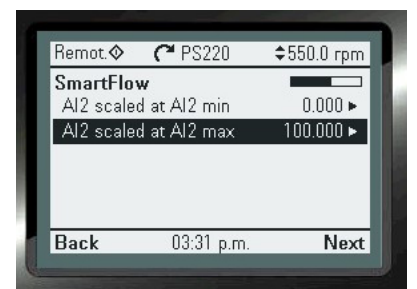 Remot. PS220 550.0 rpm
SmartFlow
AI2 scaled at AI2 min 0.000
AI2 scaled at AI2 max 100.000
Back 03:31 p.m. Next